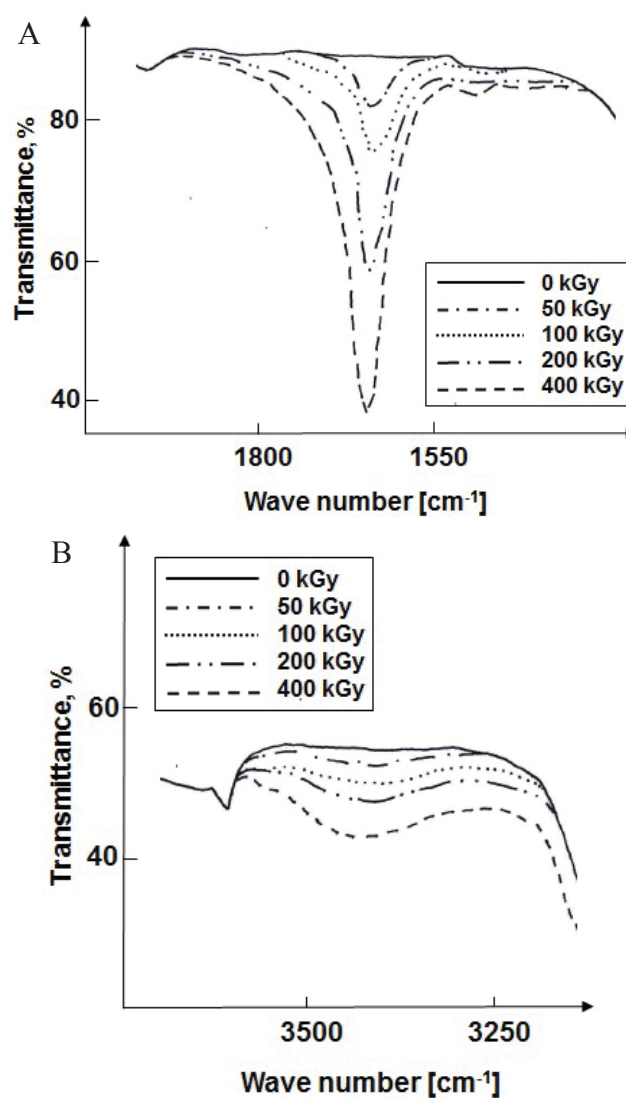 A
Transmittance, %
80
60
40
0 kGy
50 kGy
100 kGy
200 kGy
400 kGy
1800
1550
Wave number [cm-1]
B
0 kGy
50 kGy
100 kGy
200 kGy
400 kGy
Transmittance, %
60
40
3500
3250
Wave number [cm-1]